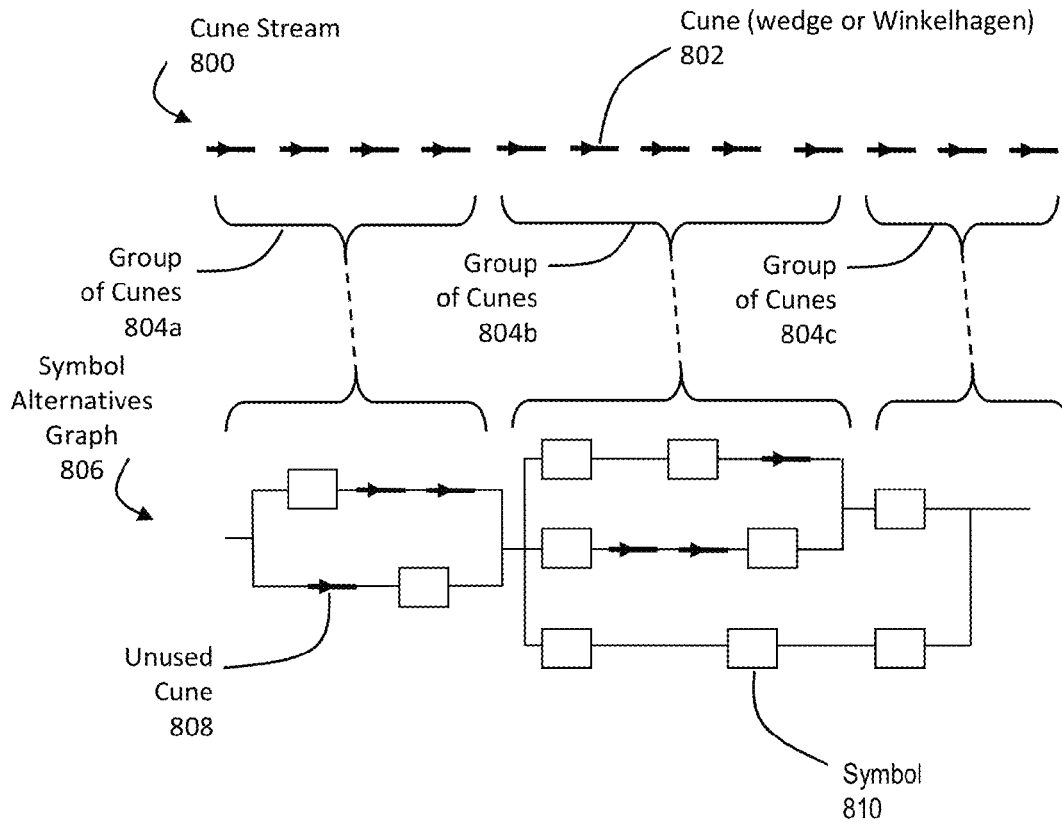 Cune Stream
800
Cune (wedge or Winkelhagen)
802
Group
of Cunes
804a
Group
of Cunes
804b
Group
of Cunes
804c
Symbol
Alternatives
Graph
806
Unused
Cune
808
Symbol
810